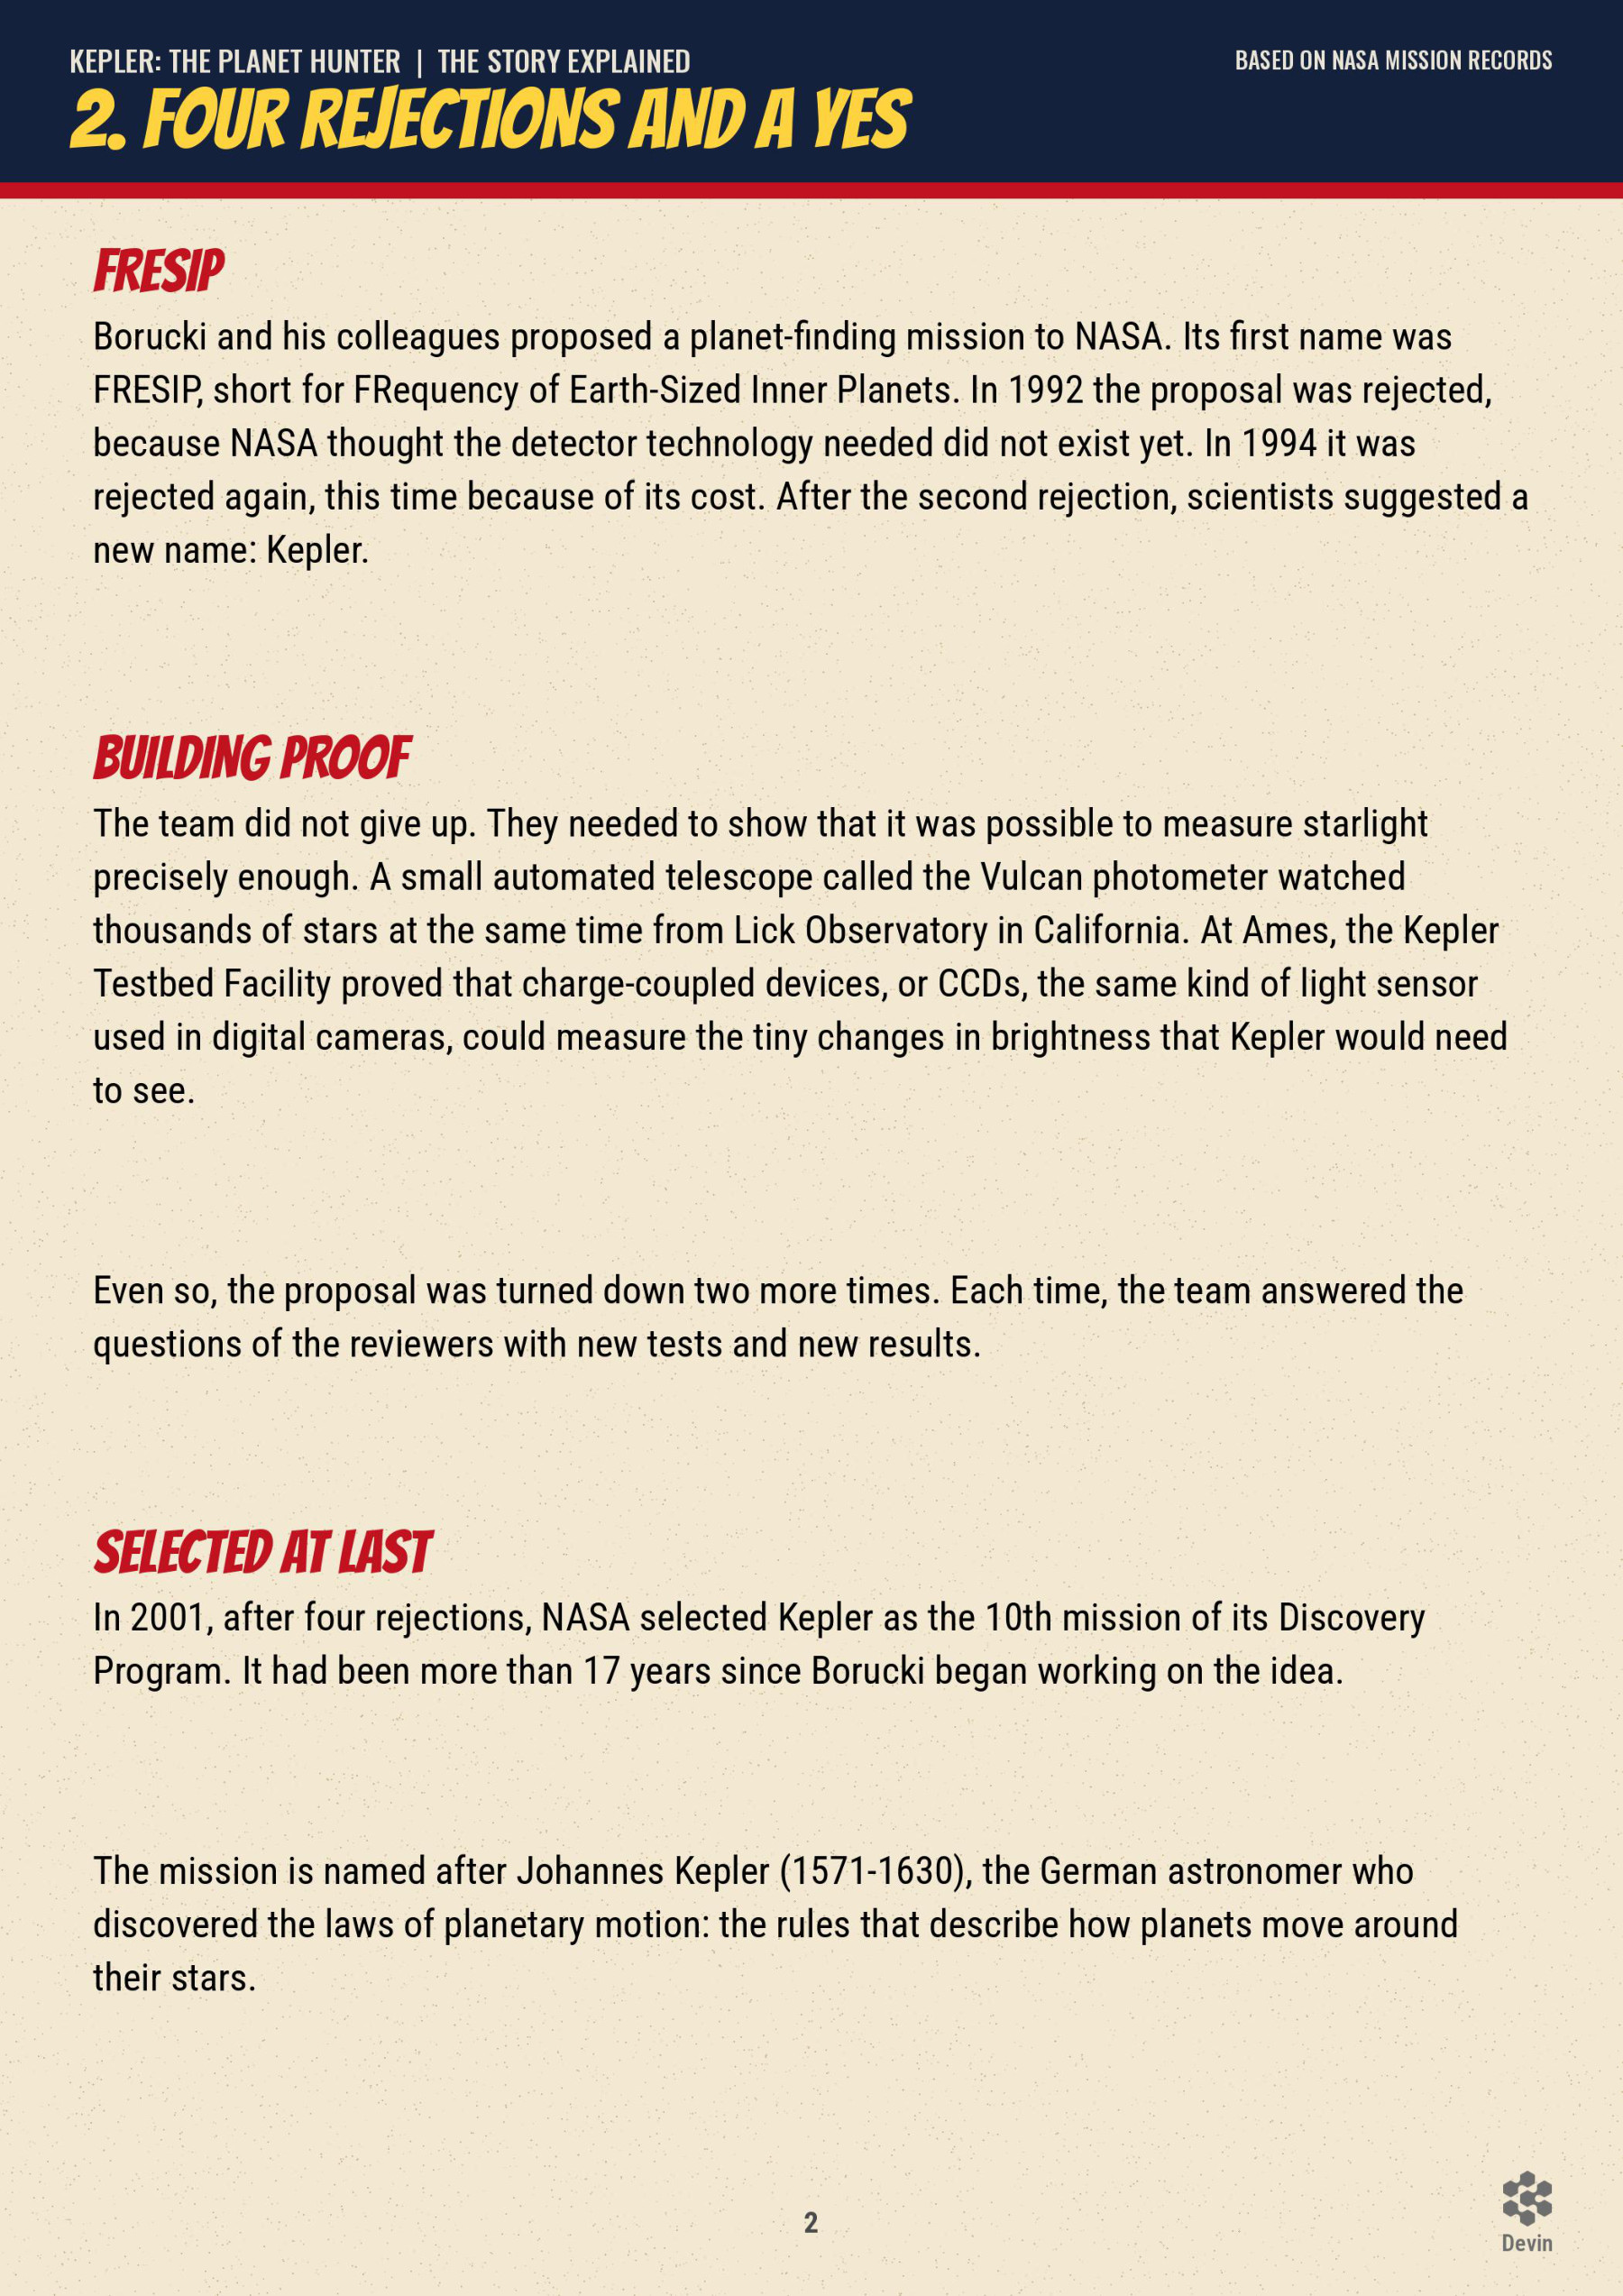 KEPLER: THE PLANET HUNTER | THE STORY EXPLAINED
BASED ON NASA MISSION RECORDS
2. FOUR REJECTIONS AND A YES
FRESIP
Borucki and his colleagues proposed a planet-finding mission to NASA. Its first name was
FRESIP, short for FRequency of Earth-Sized Inner Planets. In 1992 the proposal was rejected,
because NASA thought the detector technology needed did not exist yet. In 1994 it was
rejected again, this time because of its cost. After the second rejection, scientists suggested a
new name: Kepler.
BUILDING PROOF
The team did not give up. They needed to show that it was possible to measure starlight
precisely enough. A small automated telescope called the Vulcan photometer watched
thousands of stars at the same time from Lick Observatory in California. At Ames, the Kepler
Testbed Facility proved that charge-coupled devices, or CCDs, the same kind of light sensor
used in digital cameras, could measure the tiny changes in brightness that Kepler would need
to see.
Even so, the proposal was turned down two more times. Each time, the team answered the
questions of the reviewers with new tests and new results.
SELECTED AT LAST
In 2001, after four rejections, NASA selected Kepler as the 10th mission of its Discovery
Program. It had been more than 17 years since Borucki began working on the idea.
The mission is named after Johannes Kepler (1571-1630), the German astronomer who
discovered the laws of planetary motion: the rules that describe how planets move around
their stars.
2
Devin